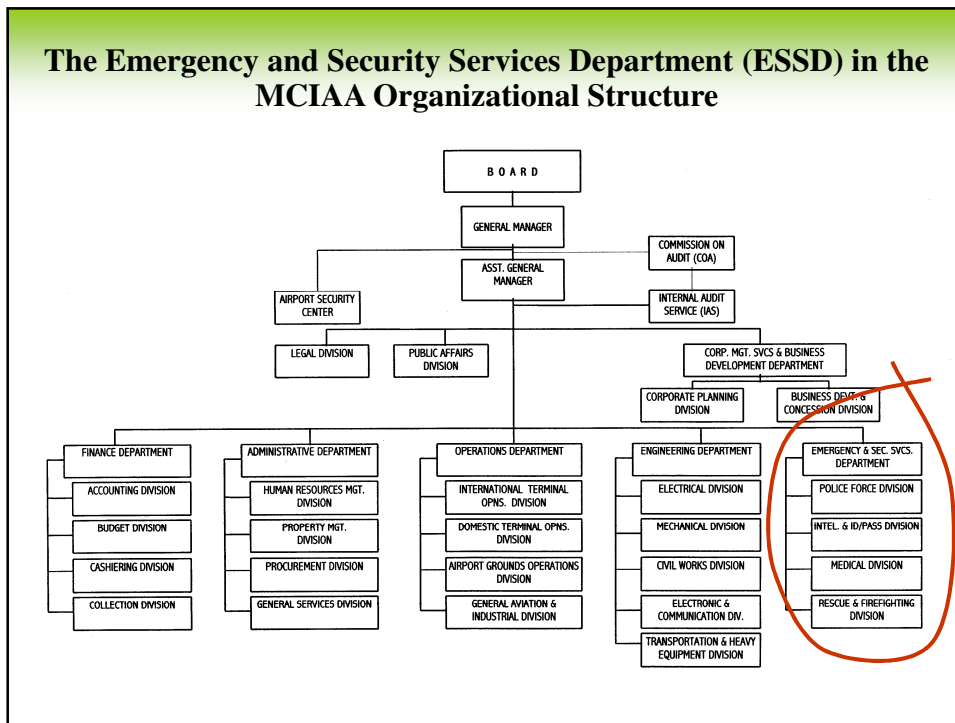 The Emergency and Security Services Department (ESSD) in the
MCIAA Organizational Structure
BOARD
GENERAL MANAGER
COMMISSION ON
AUDIT (COA)
ASST. GENERAL
MANAGER
AIRPORT SECURITY
CENTER
INTERNAL AUDIT
SERVICE (IAS)
LEGAL DIVISION
PUBLIC AFFAIRS
DIVISION
CORP. MGT. SVCS & BUSINESS
DEVELOPMENT DEPARTMENT
CORPORATE PLANNING
DIVISION
BUSINESS DEVT. &
CONCESSION DIVISION
FINANCE DEPARTMENT
ACCOUNTING DIVISION
BUDGET DIVISION
CASHIERING DIVISION
COLLECTION DIVISION
ADMINISTRATIVE DEPARTMENT
HUMAN RESOURCES MGT.
DIVISION
PROPERTY MGT.
DIVISION
PROCUREMENT DIVISION
GENERAL SERVICES DIVISION
OPERATIONS DEPARTMENT
INTERNATIONAL TERMINAL
OPNS. DIVISION
DOMESTIC TERMINAL OPNS.
DIVISION
AIRPORT GROUNDS OPERATIONS
DIVISION
GENERAL AVIATION &
INDUSTRIAL DIVISION
ENGINEERING DEPARTMENT
ELECTRICAL DIVISION
MECHANICAL DIVISION
CIVIL WORKS DIVISION
ELECTRONIC &
COMMUNICATION DIV.
TRANSPORTATION & HEAVY
EQUIPMENT DIVISION
EMERGENCY & SEC. SVCS.
DEPARTMENT
POLICE FORCE DIVISION
INTEL. & ID/PASS DIVISION
MEDICAL DIVISION
RESCUE & FIREFIGHTING
DIVISION